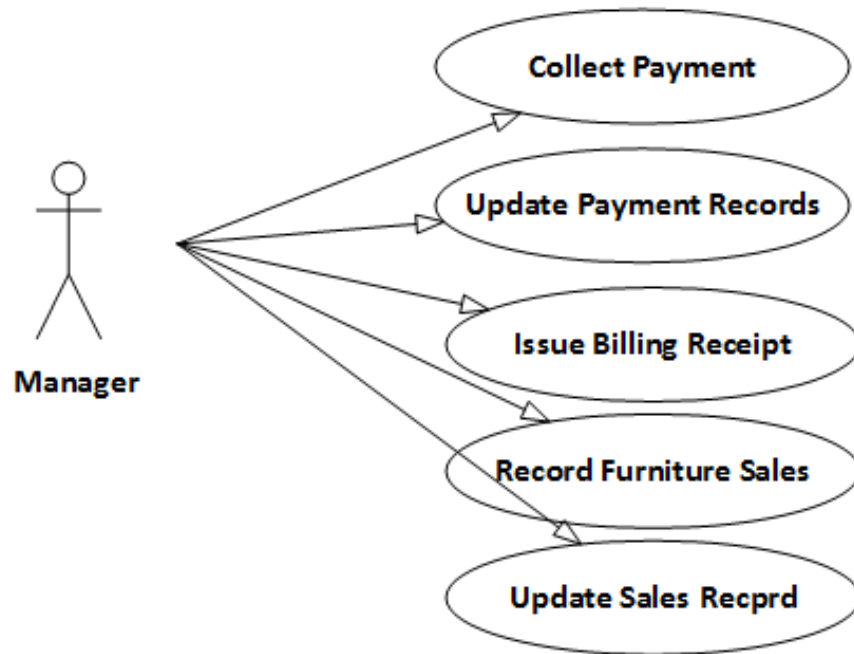 Collect Payment
Update Payment Records
Issue Billing Receipt
Manager
Record Furniture Sales
Update Sales Recprd